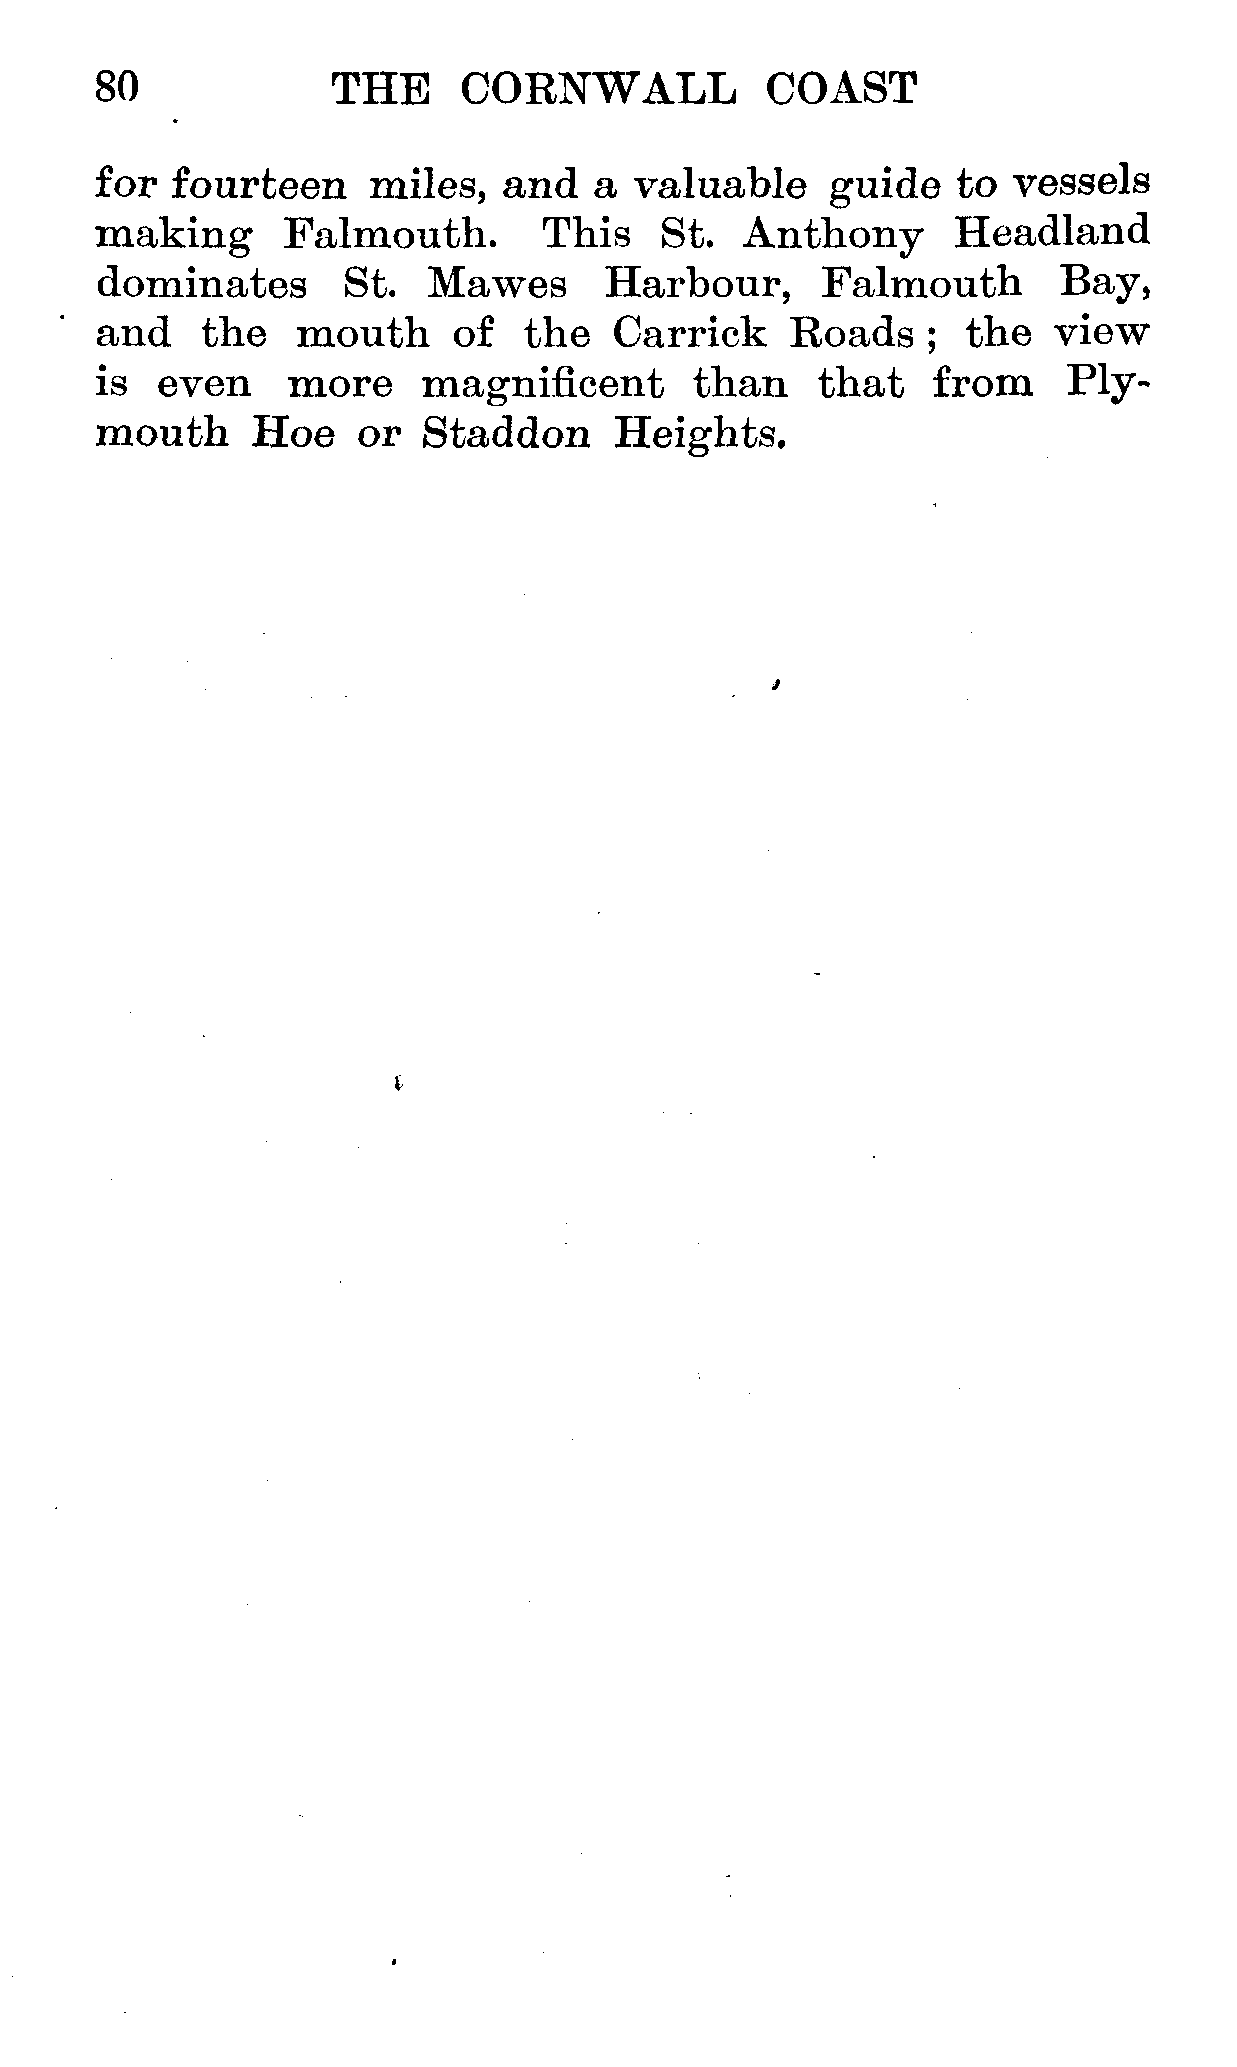 80 THE CORNWALL COAST
for fourteen miles, and a valuable guide to vessels
making Falmouth. This St. Anthony Headland
dominates St. Mawes Harbour, Falmouth Bay,
and the mouth of the Carrick Roads ; the view
is even more magnificent than that from Ply-
mouth Hoe or Staddon Heights.